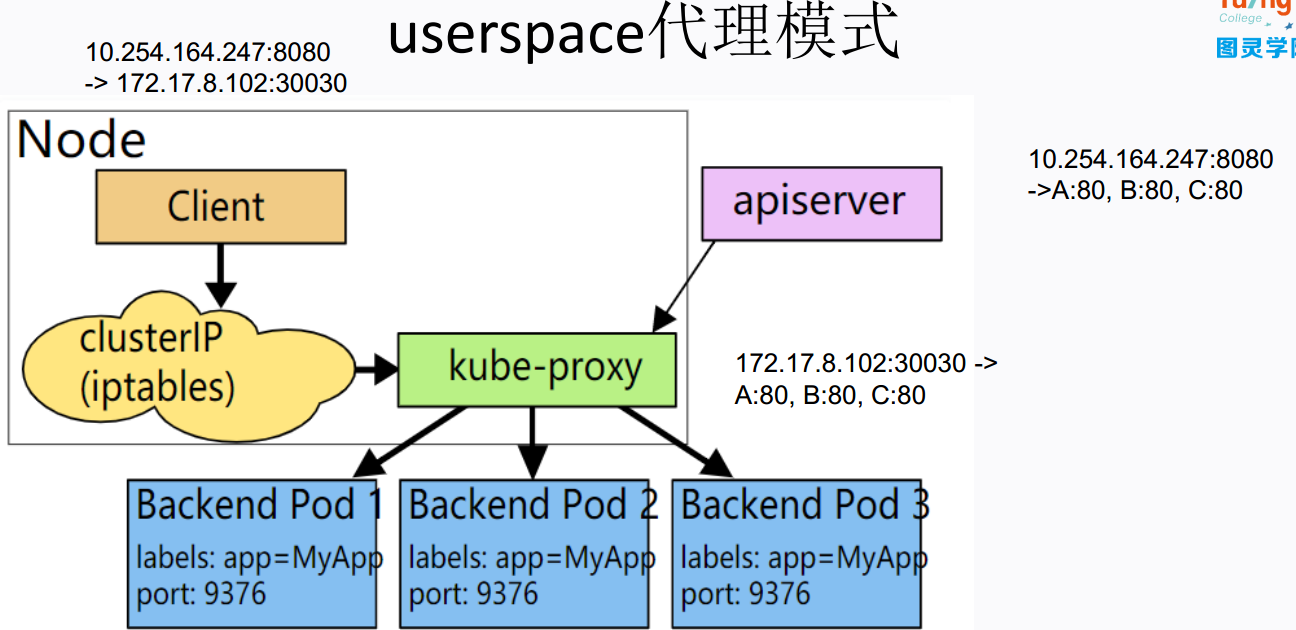 userspace代理模式
College
图灵学院
10.254.164.247:8080
-> 172.17.8.102:30030
Node
Client
apiserver
10.254.164.247:8080
->A:80, B:80, C:80
clusterIP
(iptables)
kube-proxy
172.17.8.102:30030 ->
A:80, B:80, C:80
Backend Pod 1
labels: app=MyApp
port: 9376
Backend Pod 2
labels: app=MyApp
port: 9376
Backend Pod 3
labels: app=MyApp
port: 9376